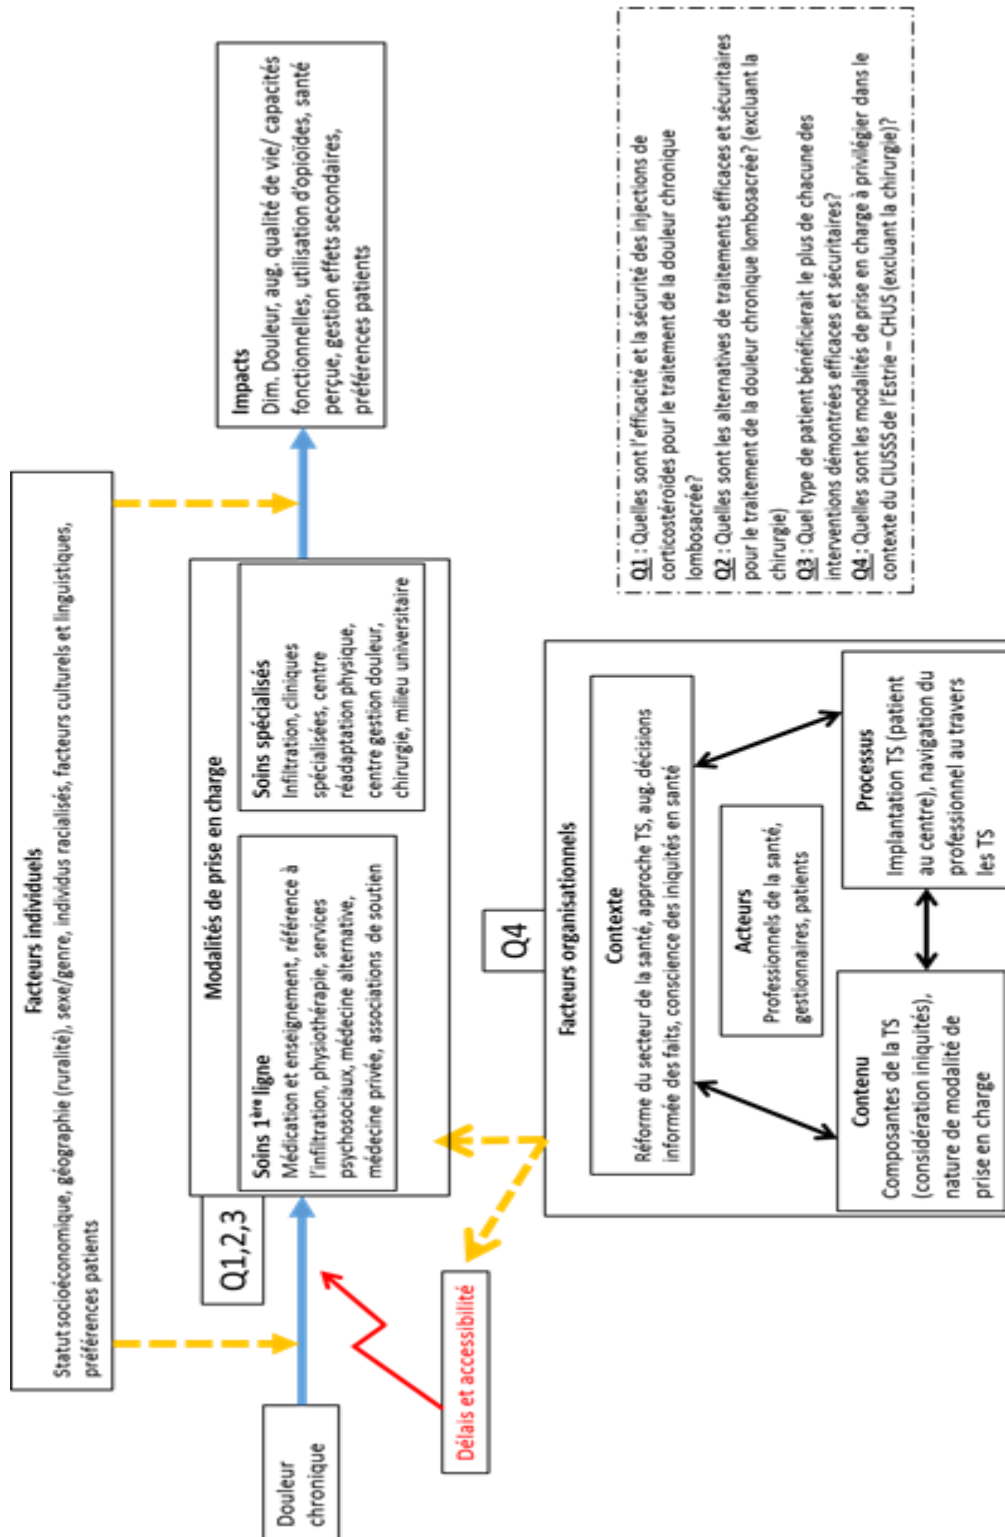 Facteurs individuels
Statut socioéconomique, géographie (ruralité), sexe/genre, individus racialisés, facteurs culturels et linguistiques,
préférences patients
Douleur
chronique
Q1,2,3
Modalités de prise en charge
Soins 1ère ligne
Médication et enseignement, référence à
l'infiltration, physiothérapie, services
psychosociaux, médecine alternative,
médecine privée, associations de soutien
Soins spécialisés
Infiltration, cliniques
spécialisées, centre
réadaptation physique,
centre gestion douleur,
chirurgie, milieu universitaire
Impacts
Dim. Douleur, aug. qualité de vie/ capacités
fonctionnelles, utilisation d'opioïdes, santé
perçue, gestion effets secondaires,
préférences patients
Délais et accessibilité
Q4
Facteurs organisationnels
Contexte
Réforme du secteur de la santé, approche TS, aug. décisions
informée des faits, conscience des iniquités en santé
Acteurs
Professionnels de la santé,
gestionnaires, patients
Contenu
Composantes de la TS
(considération iniquités),
nature de modalité de
prise en charge
Processus
Implantation TS (patient
au centre), navigation du
professionnel au travers
les TS
Q1 : Quelles sont l'efficacité et la sécurité des injections de
corticostéroïdes pour le traitement de la douleur chronique
lombosacrée?
Q2 : Quelles sont les alternatives de traitements efficaces et sécuritaires
pour le traitement de la douleur chronique lombosacrée? (excluant la
chirurgie)
Q3 : Quel type de patient bénéficierait le plus de chacune des
interventions démontrées efficaces et sécuritaires?
Q4 : Quelles sont les modalités de prise en charge à privilégier dans le
contexte du CIUSSS de l'Estrie – CHUS (excluant la chirurgie)?